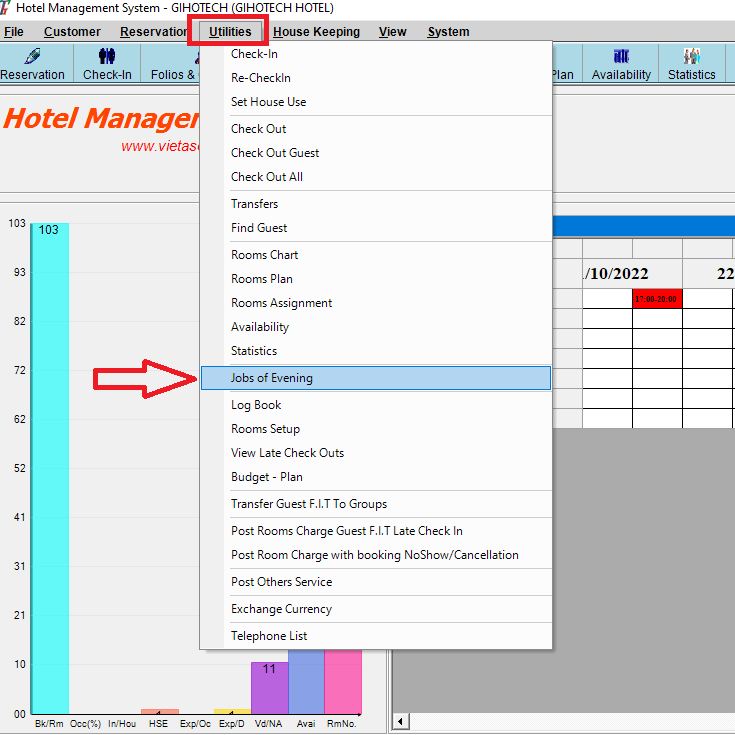 Hotel Management System - GIHOTECH (GIHOTECH HOTEL)
File Customer Reservation Utilities House Keeping View System
Reservation Check-In Folios & Plan Availability Statistics
Hotel Manage
www.vietas
Check-In
Re-CheckIn
Set House Use
Check Out
Check Out Guest
Check Out All
Transfers
Find Guest
Rooms Chart
Rooms Plan
Rooms Assignment
Availability
Statistics
Jobs of Evening
Log Book
Rooms Setup
View Late Check Outs
Budget - Plan
Transfer Guest F.I.T To Groups
Post Rooms Charge Guest F.I.T Late Check In
Post Room Charge with booking NoShow/Cancellation
Post Others Service
Exchange Currency
Telephone List
/10/2022 22
17:00-20:00
103 103
93
82
72
62
52
41
31
21
10 11
00
Bk/Rm Occ(%) In/Hou HSE Exp/Oc Exp/D Vd/NA Avai RmNo.